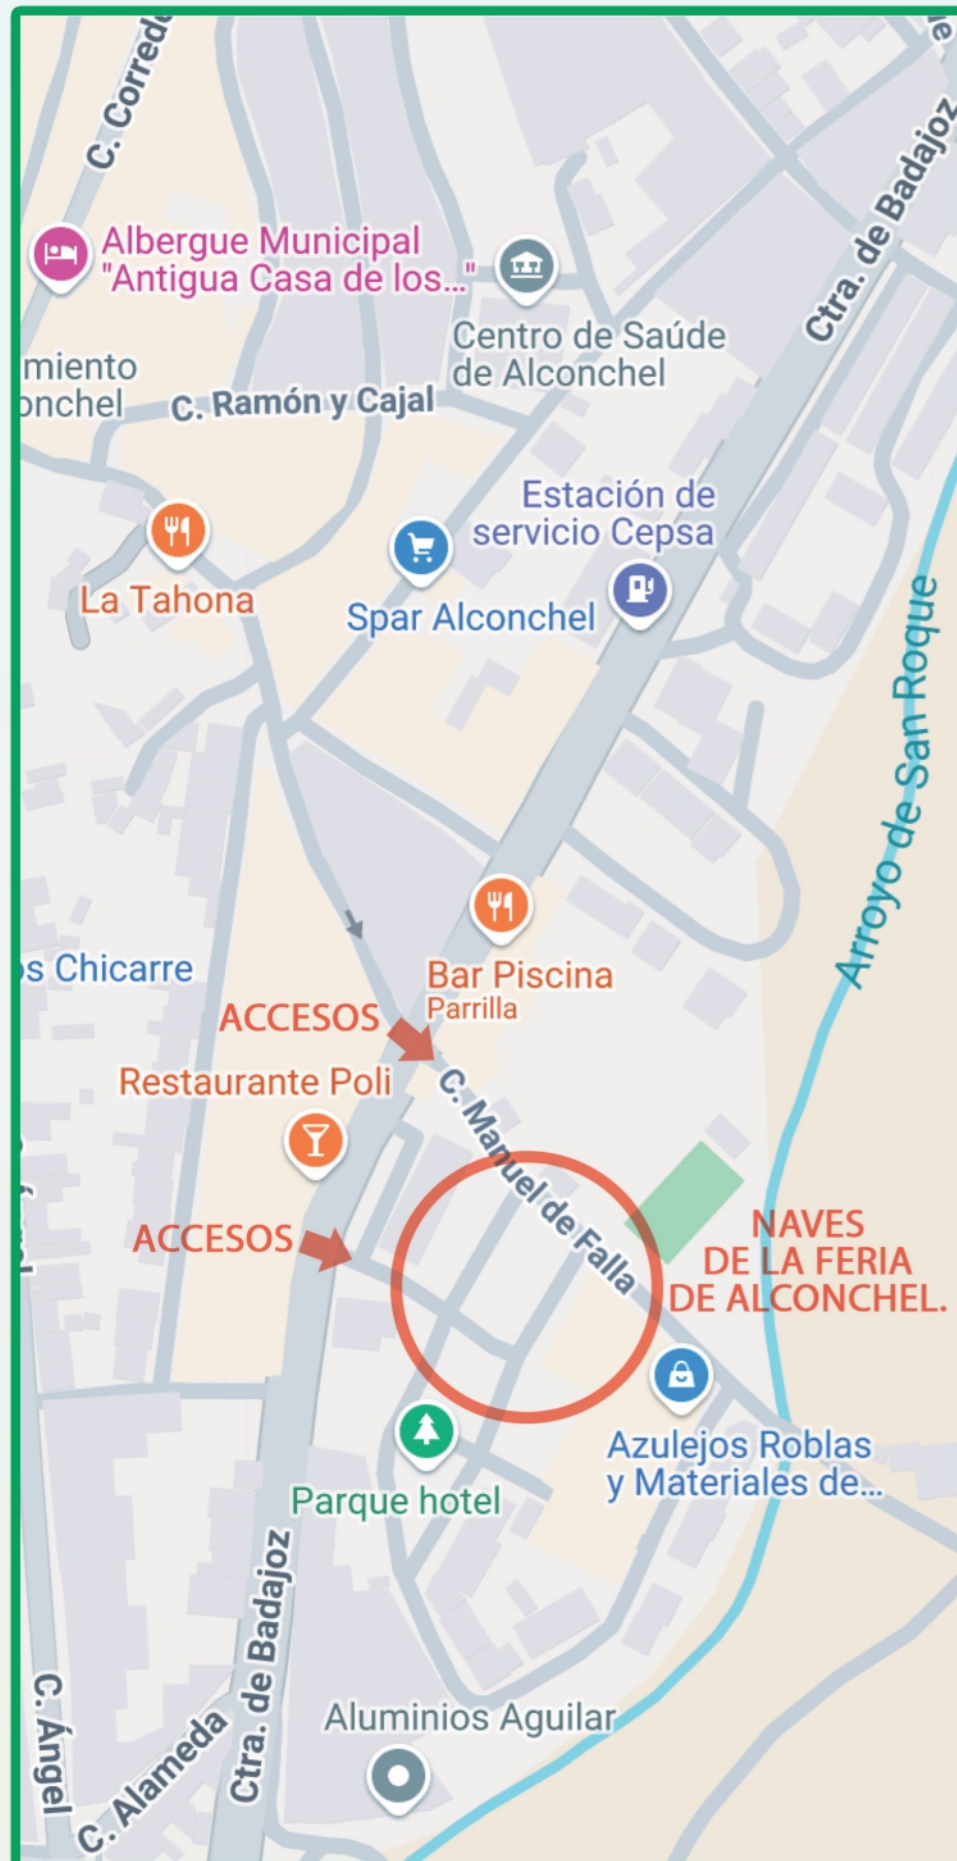 C. Correde
Ctra. de Badajoz
Albergue Municipal
"Antigua Casa de los..."
Centro de Saúde
de Alconchel
miento
onchel
C. Ramón y Cajal
Estación de
servicio Cepsa
La Tahona
Spar Alconchel
Arroyo de San Roque
os Chicarre
Bar Piscina
Parrilla
ACCESOS
Restaurante Poli
C. Manuel de Falla
ACCESOS
NAVES
DE LA FERIA
DE ALCONCHEL.
Azulejos Roblas
y Materiales de...
Parque hotel
Ctra. de Badajoz
Aluminios Aguilar
C. Ángel
C. Alameda